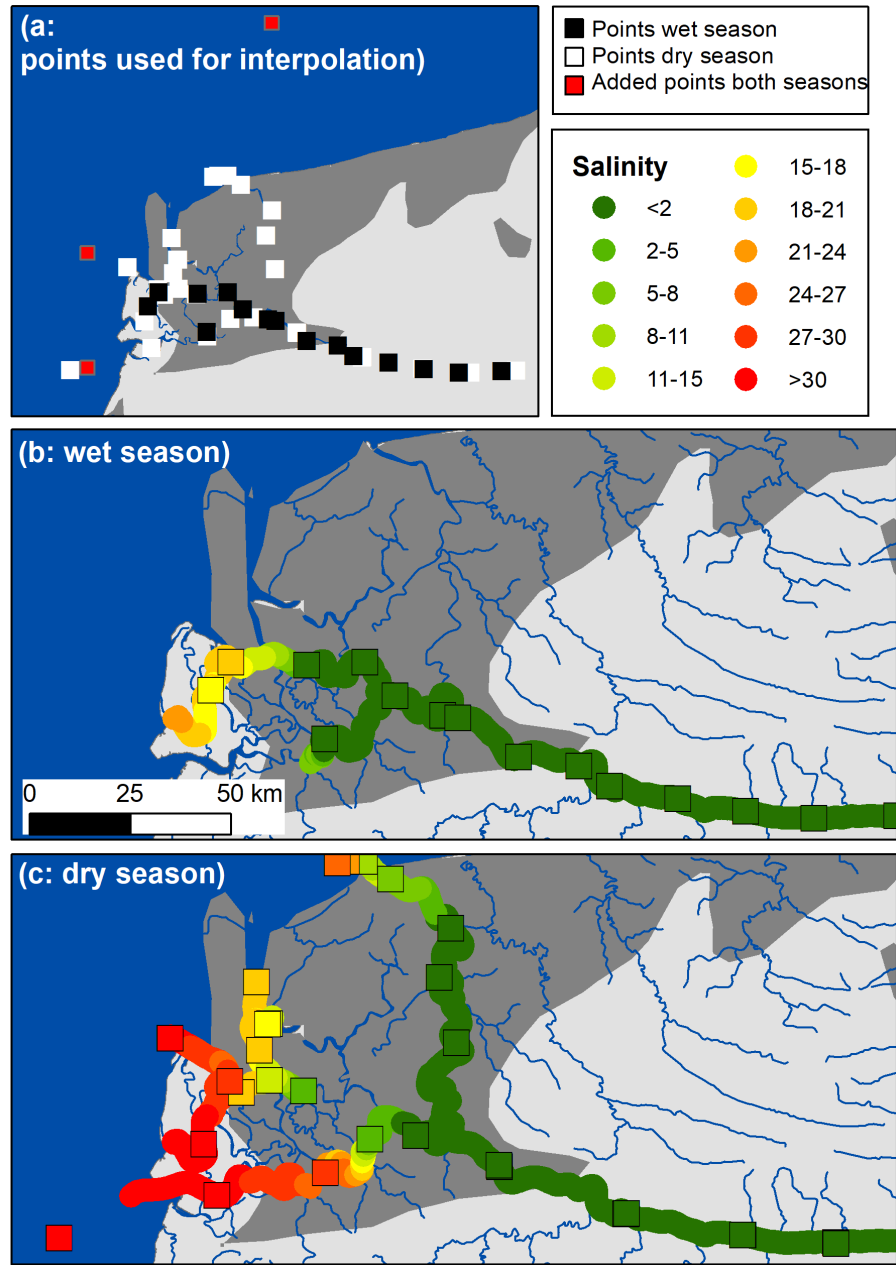 (a:
points used for interpolation)
Points wet season
Points dry season
Added points both seasons
Salinity
<2
2-5
5-8
8-11
11-15
15-18
18-21
21-24
24-27
27-30
>30
(b: wet season)
0 25 50 km
(c: dry season)